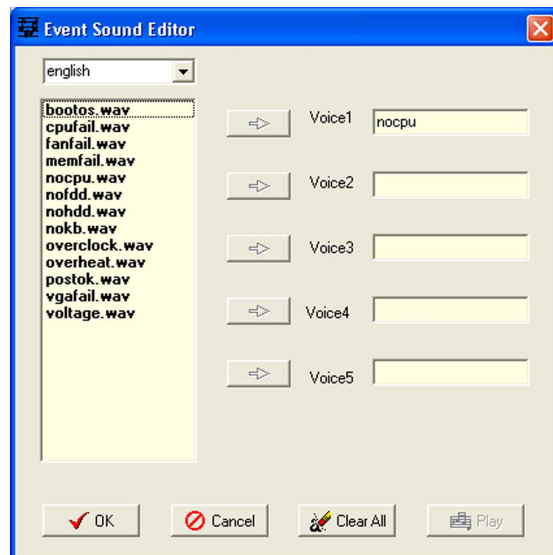 Event Sound Editor
english
bootos.wav
cpufail.wav
fanfail.wav
memfail.wav
nocpu.wav
nofdd.wav
nohdd.wav
nokb.wav
overclock.wav
overheat.wav
postok.wav
vgafail.wav
voltage.wav
Voice1 nocpu
Voice2
Voice3
Voice4
Voice5
OK Cancel Clear All Play